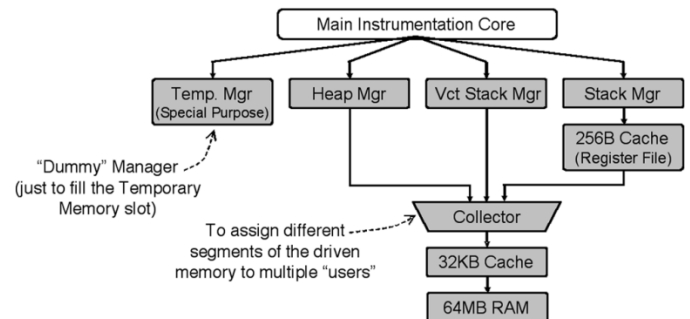 Main Instrumentation Core
Temp. Mgr
(Special Purpose)
Heap Mgr
Vct Stack Mgr
Stack Mgr
256B Cache
(Register File)
“Dummy” Manager
(just to fill the Temporary
Memory slot)
To assign different
segments of the driven
memory to multiple “users”
Collector
32KB Cache
64MB RAM